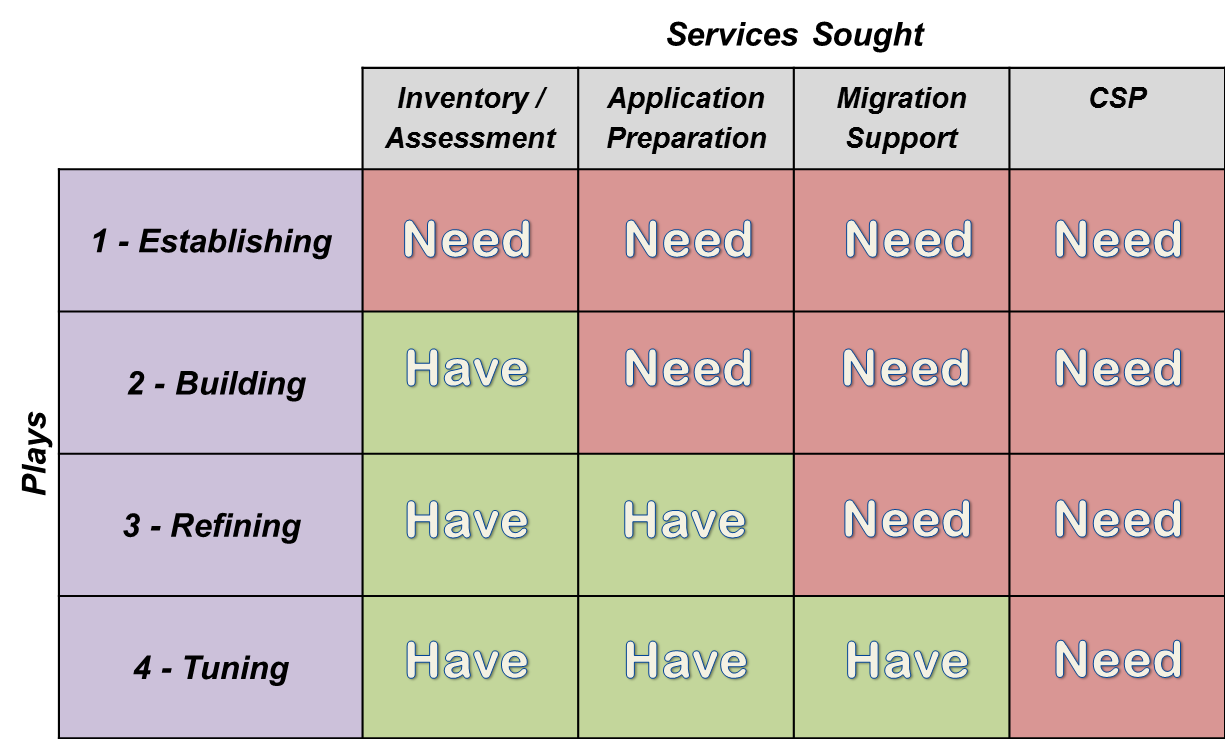 Services Sought
Inventory /
Assessment
Application
Preparation
Migration
Support
CSP
Plays
1 - Establishing
Need
Need
Need
Need
2 - Building
Have
Need
Need
Need
3 - Refining
Have
Have
Need
Need
4 - Tuning
Have
Have
Have
Need